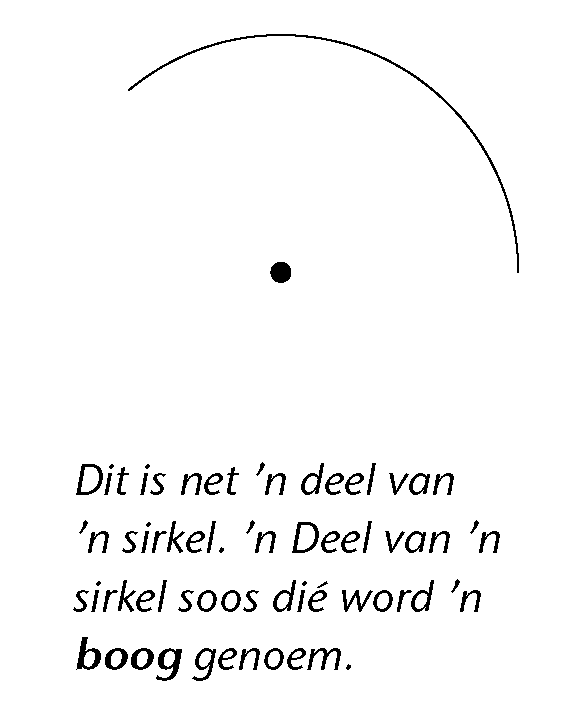 Dit is net ’n deel van
’n sirkel. ’n Deel van ’n
sirkel soos dié word ’n
boog genoem.